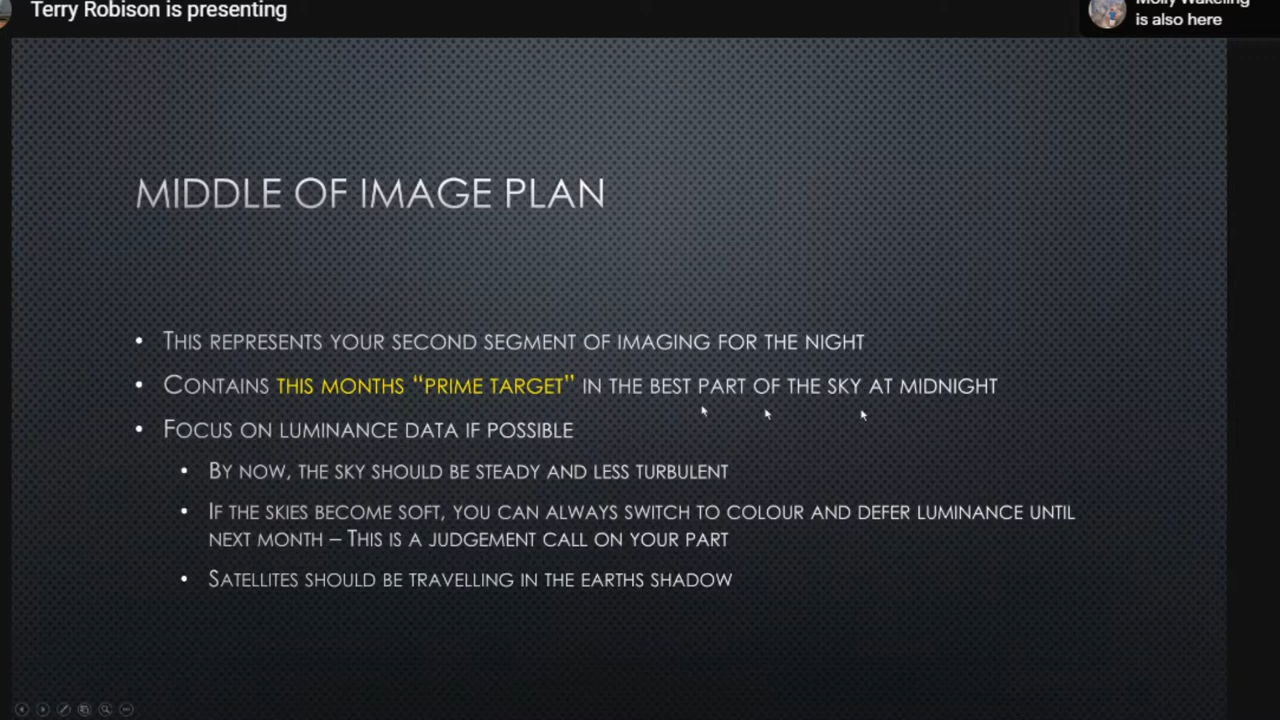 Terry Robison is presenting
Molly Wakeling
is also here
MIDDLE OF IMAGE PLAN
• THIS REPRESENTS YOUR SECOND SEGMENT OF IMAGING FOR THE NIGHT
• CONTAINS THIS MONTHS “PRIME TARGET” IN THE BEST PART OF THE SKY AT MIDNIGHT
• FOCUS ON LUMINANCE DATA IF POSSIBLE
• BY NOW, THE SKY SHOULD BE STEADY AND LESS TURBULENT
• IF THE SKIES BECOME SOFT, YOU CAN ALWAYS SWITCH TO COLOUR AND DEFER LUMINANCE UNTIL
NEXT MONTH – THIS IS A JUDGEMENT CALL ON YOUR PART
• SATELLITES SHOULD BE TRAVELLING IN THE EARTHS SHADOW